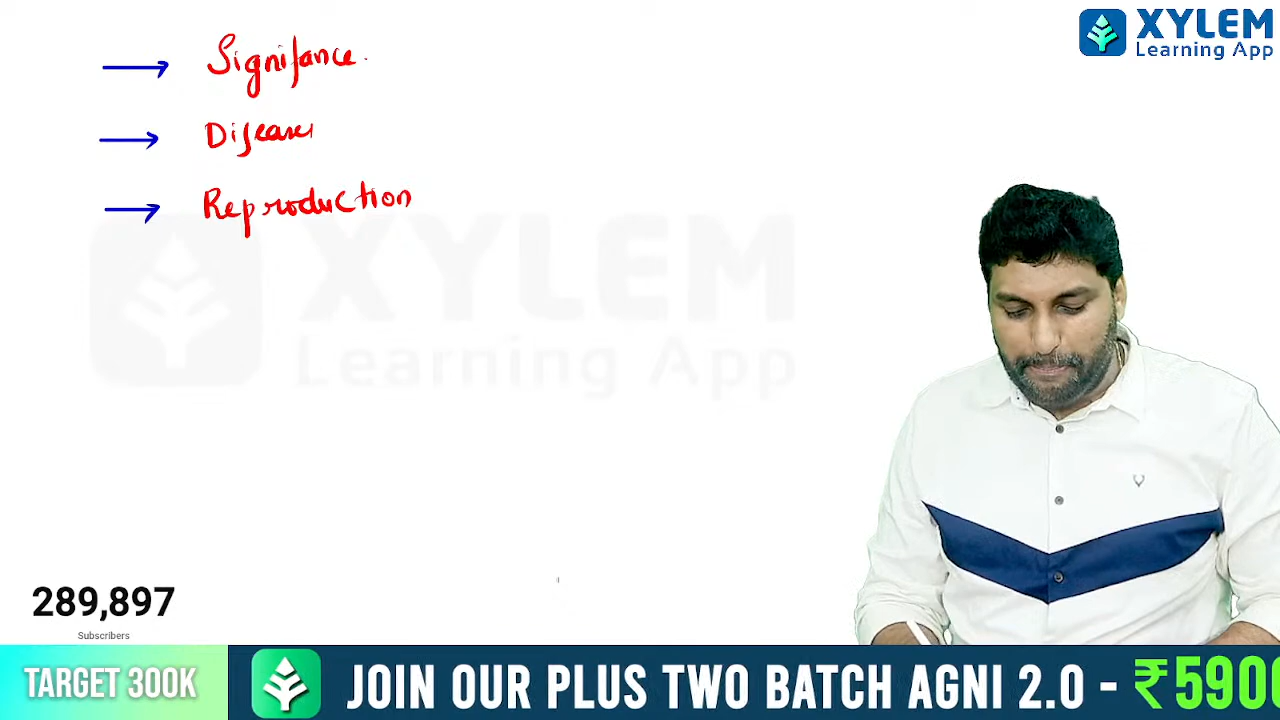 XYLEM
Learning App
→ Signifance.
→ Diseases
→ Reproduction
XYLEM
Learning App
289,897
Subscribers
TARGET 300K
JOIN OUR PLUS TWO BATCH AGNI 2.0 - ₹5900